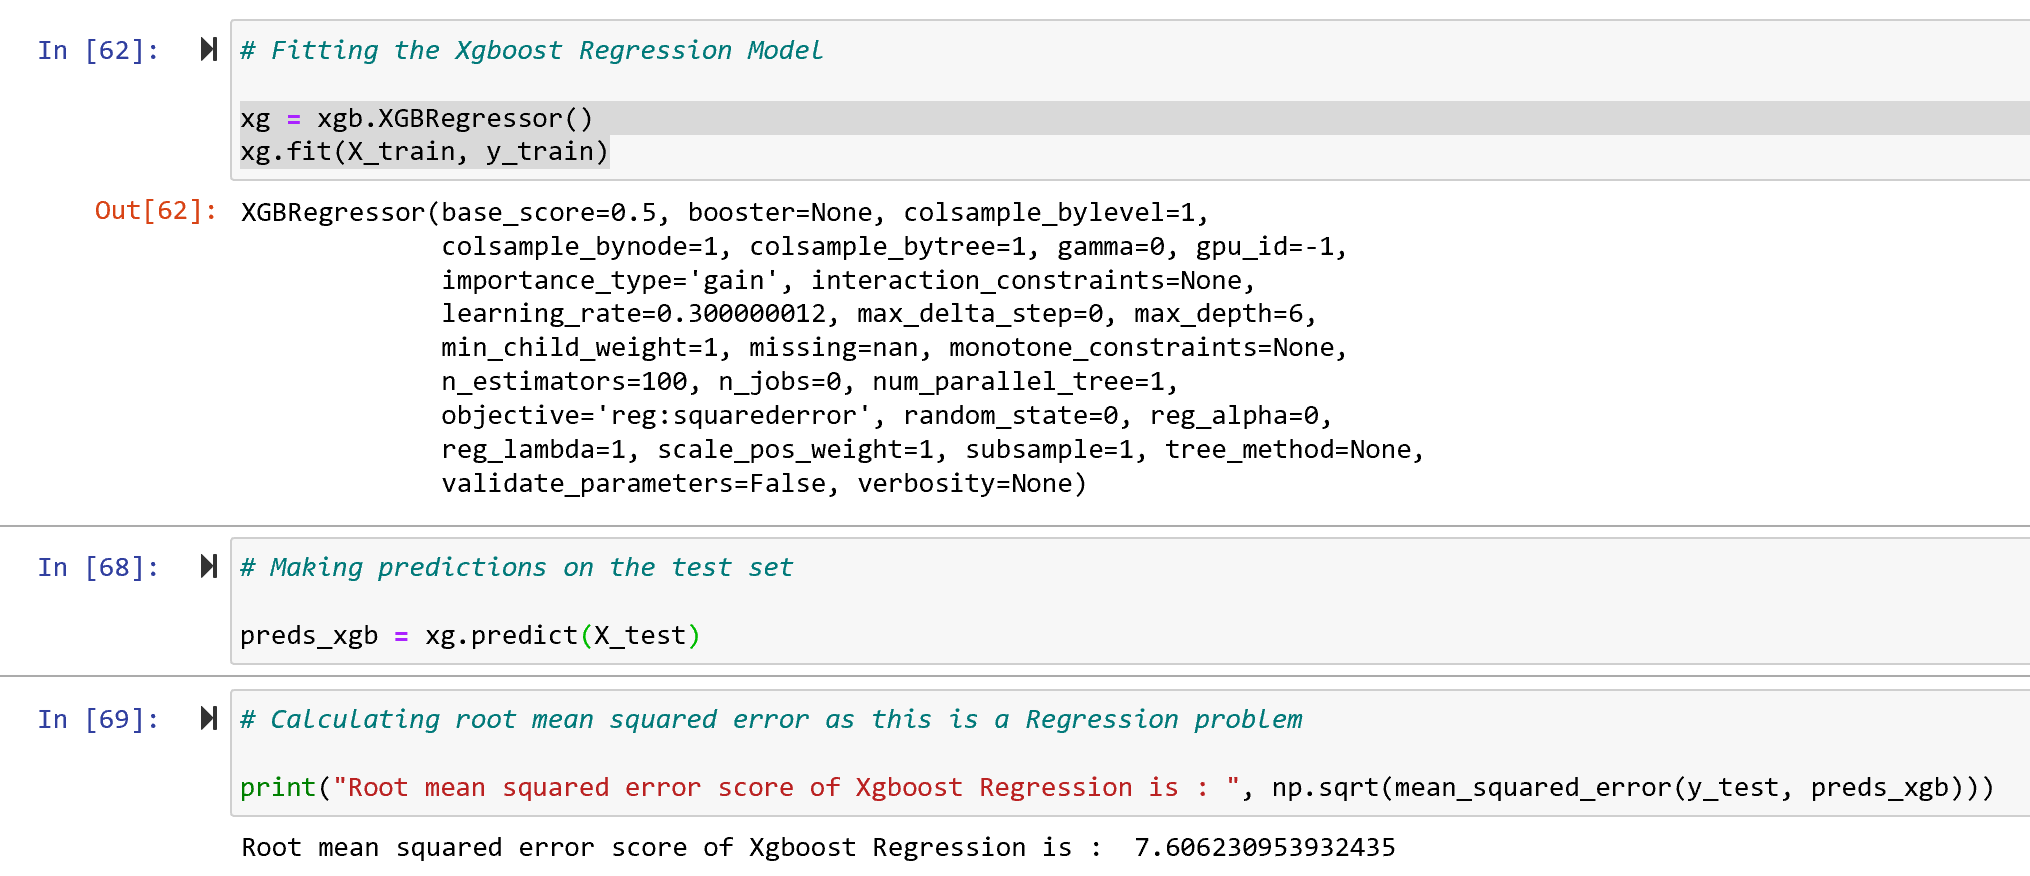 In [62]:
# Fitting the Xgboost Regression Model
xg = xgb.XGBRegressor()
xg.fit(X_train, y_train)
Out[62]: XGBRegressor(base_score=0.5, booster=None, colsample_bylevel=1,
colsample_bynode=1, colsample_bytree=1, gamma=0, gpu_id=-1,
importance_type='gain', interaction_constraints=None,
learning_rate=0.300000012, max_delta_step=0, max_depth=6,
min_child_weight=1, missing=nan, monotone_constraints=None,
n_estimators=100, n_jobs=0, num_parallel_tree=1,
objective='reg:squarederror', random_state=0, reg_alpha=0,
reg_lambda=1, scale_pos_weight=1, subsample=1, tree_method=None,
validate_parameters=False, verbosity=None)
In [68]:
# Making predictions on the test set
preds_xgb = xg.predict(X_test)
In [69]:
# Calculating root mean squared error as this is a Regression problem
print("Root mean squared error score of Xgboost Regression is : ", np.sqrt(mean_squared_error(y_test, preds_xgb)))
Root mean squared error score of Xgboost Regression is :  7.606230953932435